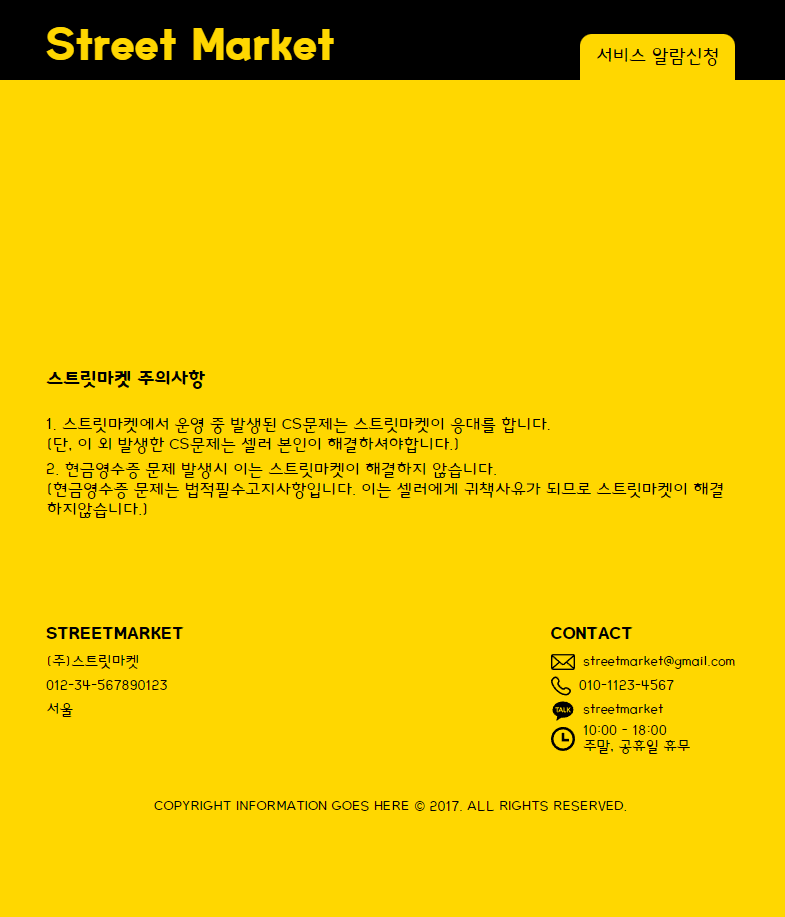 Street Market
서비스 알람신청
스트릿마켓 주의사항
1. 스트릿마켓에서 운영 중 발생된 CS문제는 스트릿마켓이 응대를 합니다.
(단, 이 외 발생한 CS문제는 셀러 본인이 해결하셔야합니다.)
2. 현금영수증 문제 발생시 이는 스트릿마켓이 해결하지 않습니다.
(현금영수증 문제는 법적필수고지사항입니다. 이는 셀러에게 귀책사유가 되므로 스트릿마켓이 해결
하지않습니다.)
STREETMARKET
(주)스트릿마켓
012-34-567890123
서울
CONTACT
streetmarket@gmail.com
010-1123-4567
TALK streetmarket
10:00 - 18:00
주말, 공휴일 휴무
COPYRIGHT INFORMATION GOES HERE © 2017. ALL RIGHTS RESERVED.